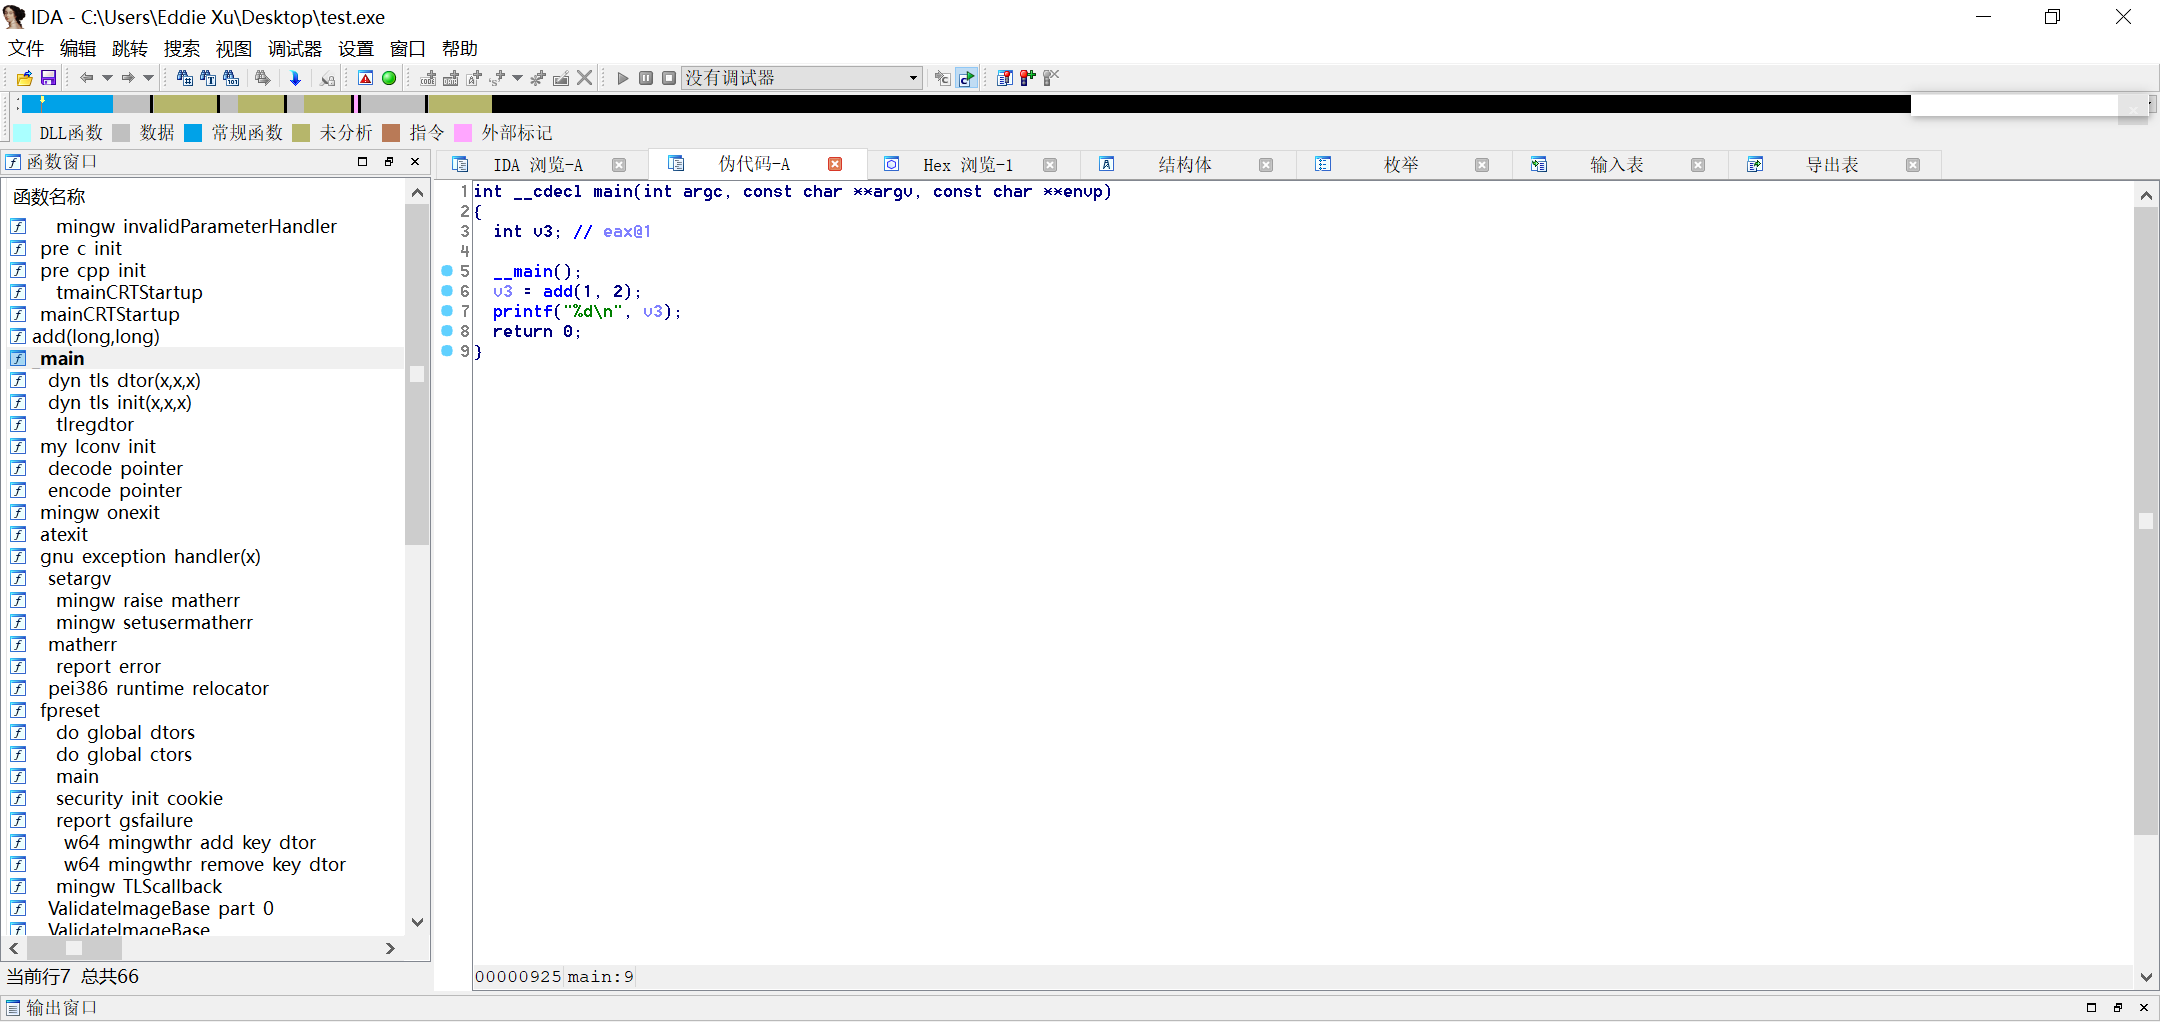 IDA - C:\Users\Eddie Xu\Desktop\test.exe
文件 编辑 跳转 搜索 视图 调试器 设置 窗口 帮助
没有调试器
DLL函数 数据 常规函数 未分析 指令 外部标记
函数窗口
函数名称
mingw invalidParameterHandler
pre c init
pre cpp init
tmainCRTStartup
mainCRTStartup
add(long,long)
_main
dyn tls dtor(x,x,x)
dyn tls init(x,x,x)
tlregdtor
my lconv init
decode pointer
encode pointer
mingw onexit
atexit
gnu exception handler(x)
setargv
mingw raise matherr
mingw setusermatherr
matherr
report error
pei386 runtime relocator
fpreset
do global dtors
do global ctors
main
security init cookie
report gsfailure
w64 mingwthr add key dtor
w64 mingwthr remove key dtor
mingw TLScallback
ValidateImageBase part 0
ValidateImageBase
当前行7 总共66
IDA 浏览-A 伪代码-A Hex 浏览-1 结构体 枚举 输入表 导出表
1 int __cdecl main(int argc, const char **argv, const char **envp)
2 {
3 int v3; // eax@1
4
5 __main();
6 v3 = add(1, 2);
7 printf("%d\n", v3);
8 return 0;
9 }
00000925 main:9
输出窗口